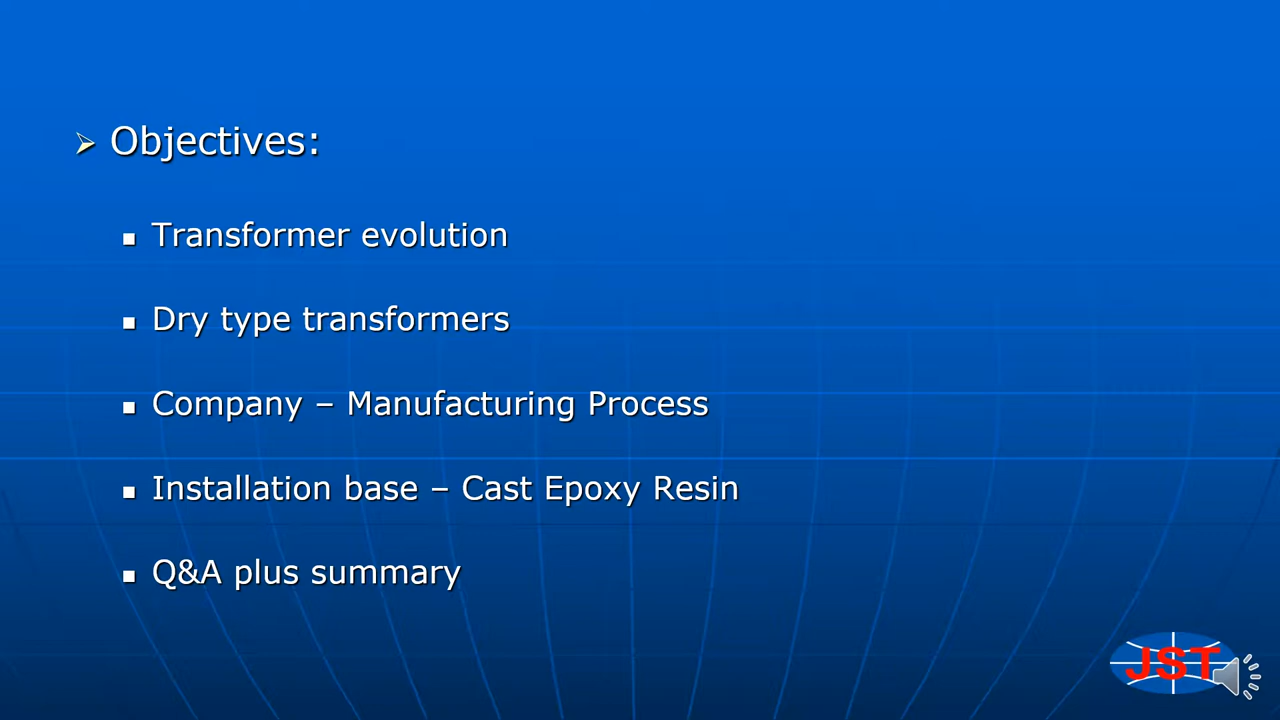 Objectives:
Transformer evolution
Dry type transformers
Company – Manufacturing Process
Installation base – Cast Epoxy Resin
Q&A plus summary
JST